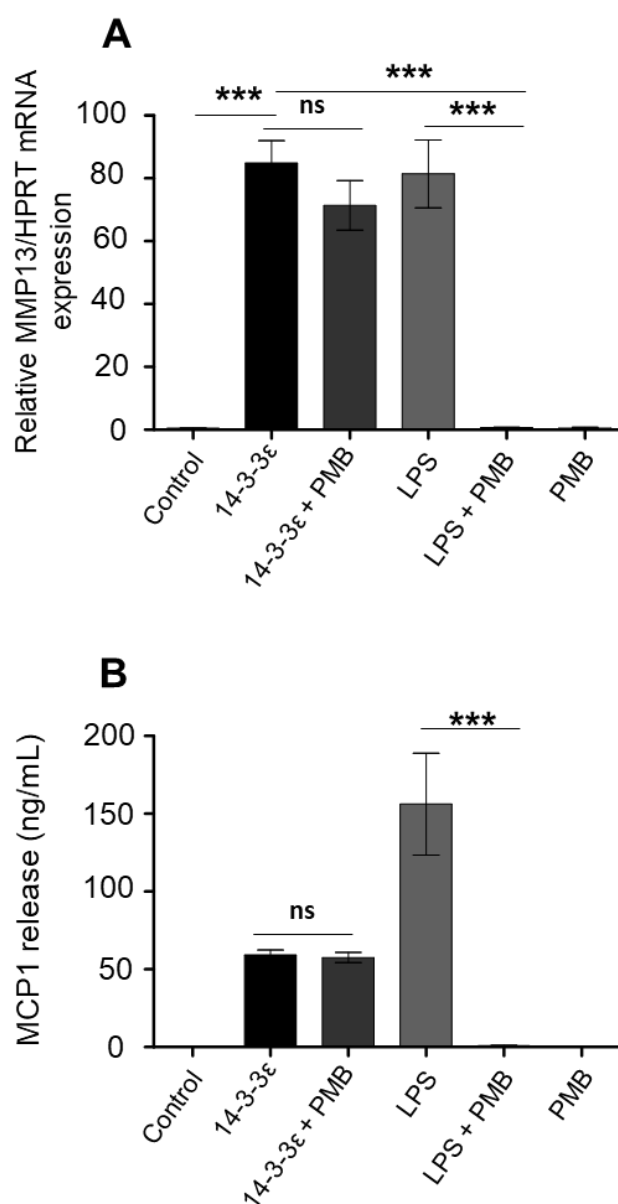 A
***
***
ns
***
Relative MMP13/HPRT mRNA
expression
100
80
60
40
20
0
Control
14-3-3ε
14-3-3ε + PMB
LPS
LPS + PMB
PMB
B
***
ns
MCP1 release (ng/mL)
200
150
100
50
0
Control
14-3-3ε
14-3-3ε + PMB
LPS
LPS + PMB
PMB